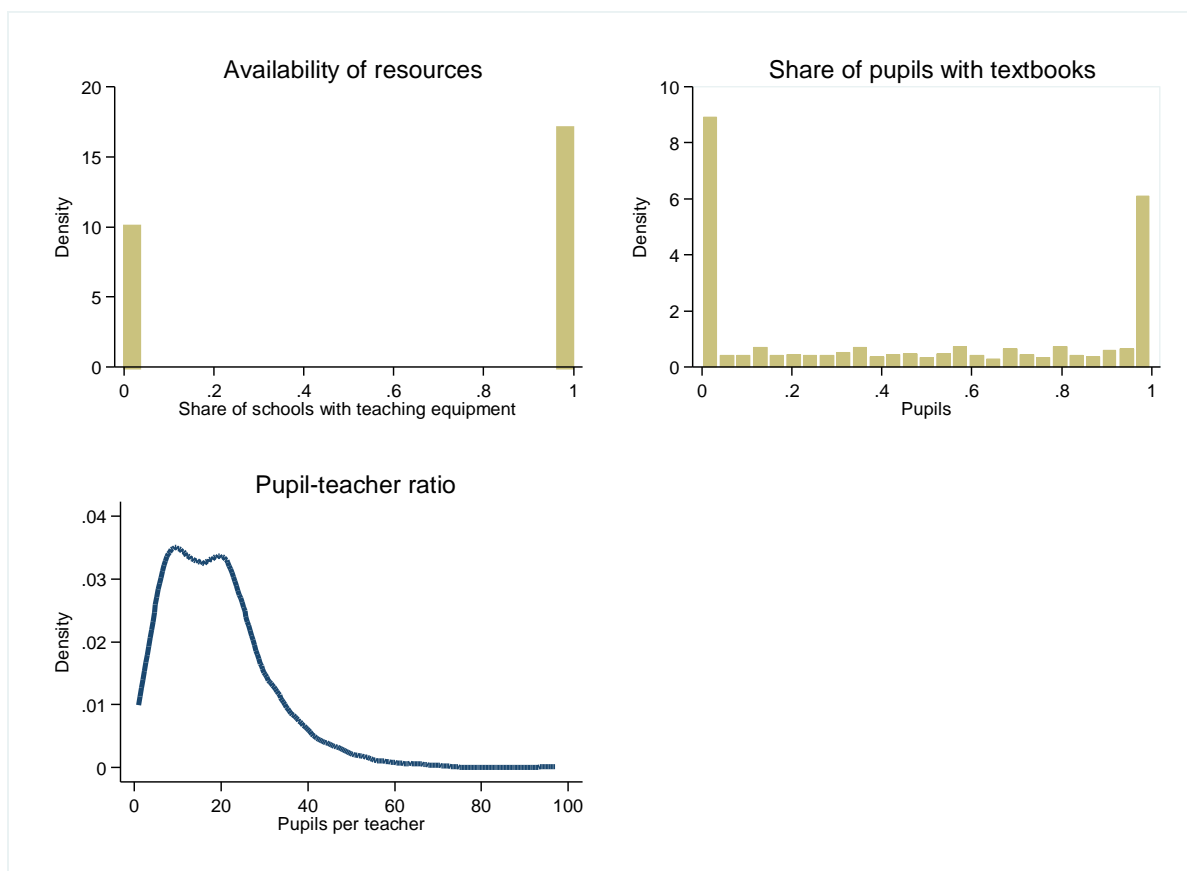 Availability of resources
20
15
10
5
0
Density
0 .2 .4 .6 .8 1
Share of schools with teaching equipment
Share of pupils with textbooks
10
8
6
4
2
0
Density
0 .2 .4 .6 .8 1
Pupils
Pupil-teacher ratio
.04
.03
.02
.01
0
Density
0 20 40 60 80 100
Pupils per teacher